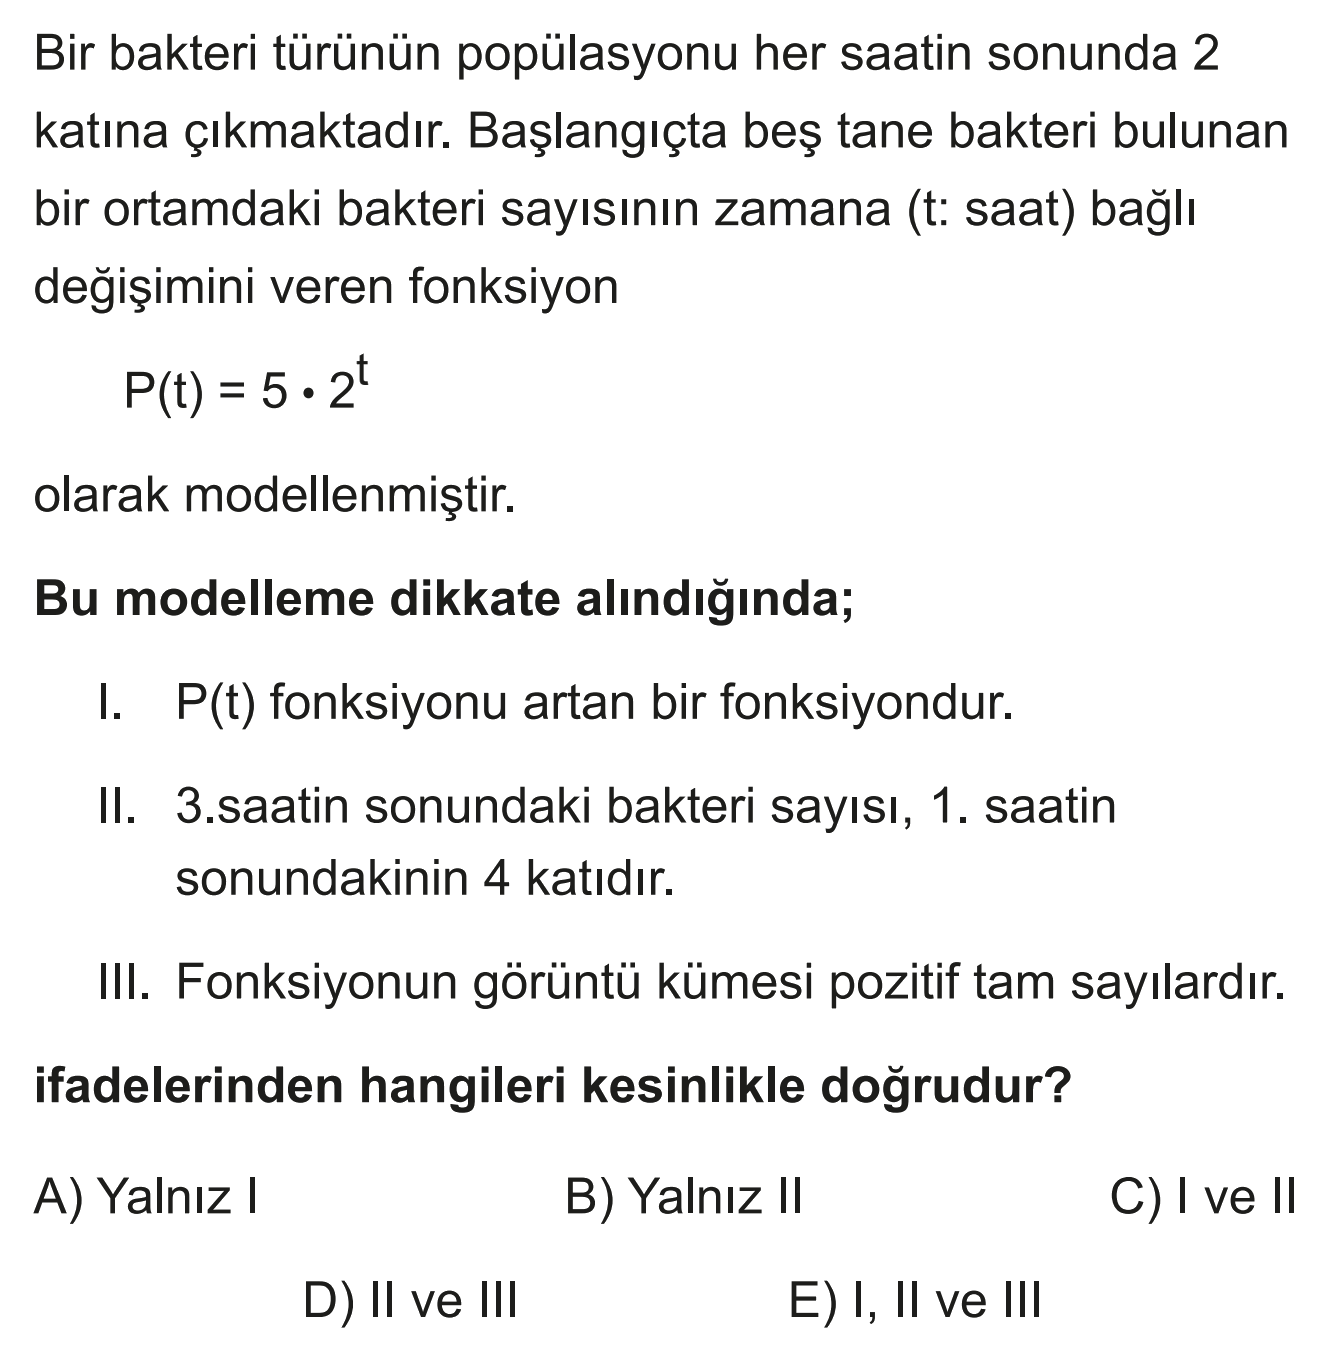 Bir bakteri türünün popülasyonu her saatin sonunda 2
katına çıkmaktadır. Başlangıçta beş tane bakteri bulunan
bir ortamdaki bakteri sayısının zamana (t: saat) bağlı
değişimini veren fonksiyon
P(t) = 5 • 2^t
olarak modellenmiştir.
Bu modelleme dikkate alındığında;
I. P(t) fonksiyonu artan bir fonksiyondur.
II. 3.saatin sonundaki bakteri sayısı, 1. saatin
sonundakinin 4 katıdır.
III. Fonksiyonun görüntü kümesi pozitif tam sayılardır.
ifadelerinden hangileri kesinlikle doğrudur?
A) Yalnız I B) Yalnız II C) I ve II
D) II ve III E) I, II ve III